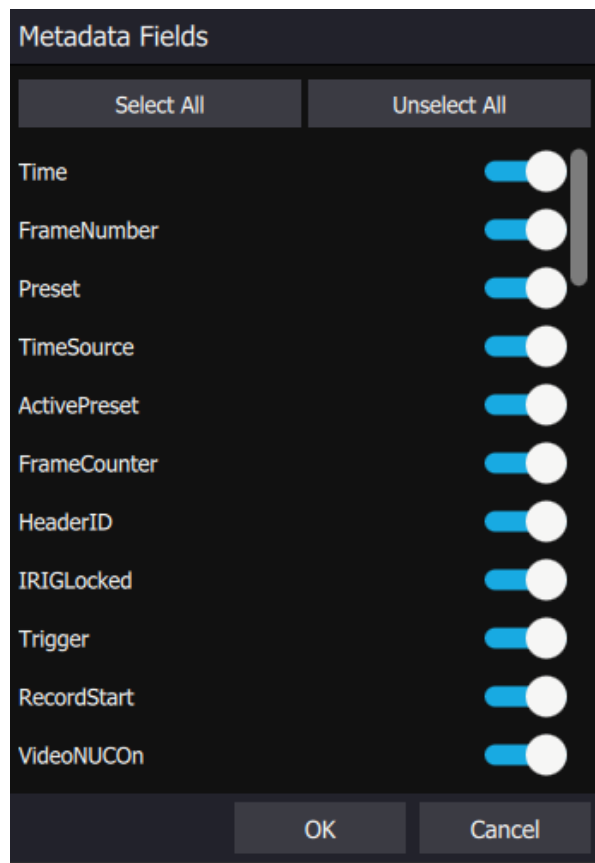 Metadata Fields
Select All Unselect All
Time
FrameNumber
Preset
TimeSource
ActivePreset
FrameCounter
HeaderID
IRIGLocked
Trigger
RecordStart
VideoNUCOn
OK Cancel